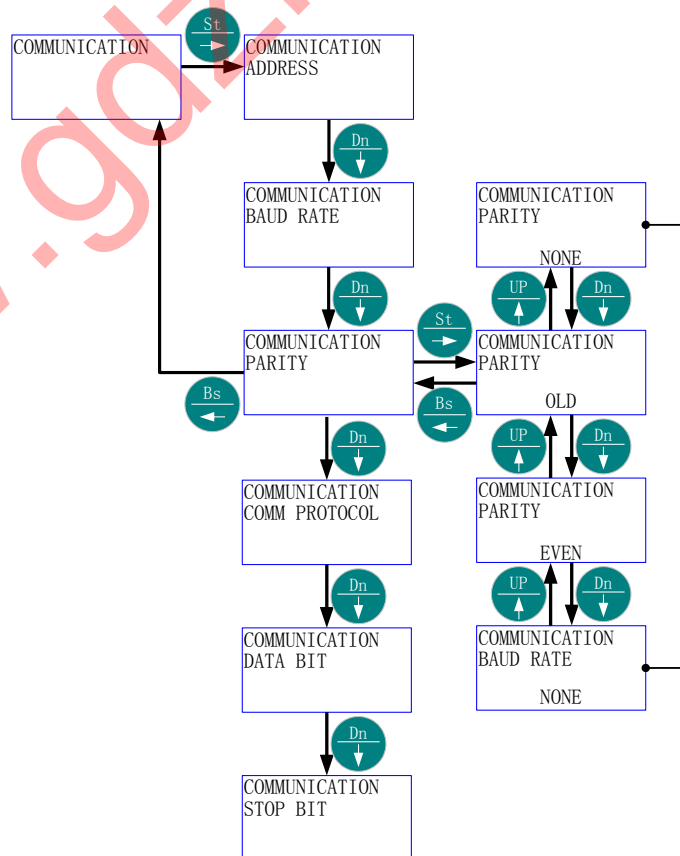 COMMUNICATION
St
COMMUNICATION
ADDRESS
Dn
COMMUNICATION
BAUD RATE
Dn
COMMUNICATION
PARITY
Bs
St
Bs
Dn
COMMUNICATION
COMM PROTOCOL
Dn
COMMUNICATION
DATA BIT
Dn
COMMUNICATION
STOP BIT
COMMUNICATION
PARITY
NONE
UP
Dn
COMMUNICATION
PARITY
OLD
UP
Dn
COMMUNICATION
PARITY
EVEN
UP
Dn
COMMUNICATION
BAUD RATE
NONE
.gdz